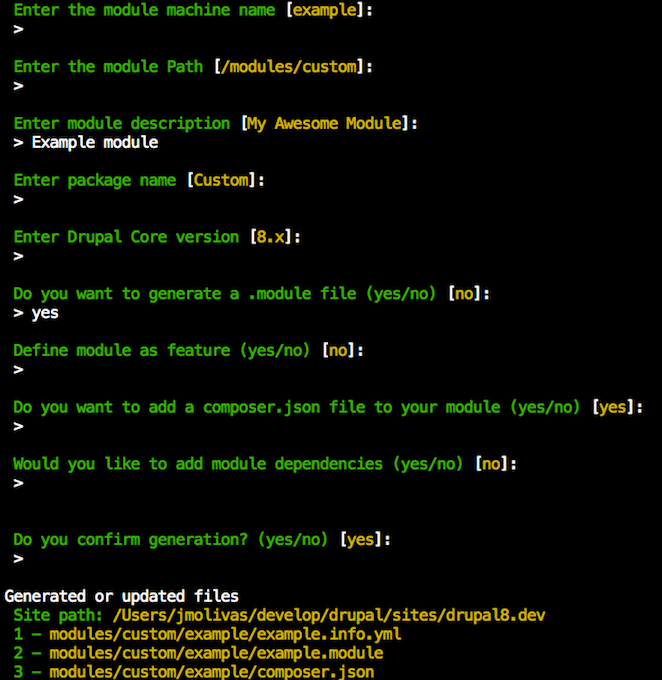 Enter the module machine name [example]:
>
Enter the module Path [/modules/custom]:
>
Enter module description [My Awesome Module]:
> Example module
Enter package name [Custom]:
>
Enter Drupal Core version [8.x]:
>
Do you want to generate a .module file (yes/no) [no]:
> yes
Define module as feature (yes/no) [no]:
>
Do you want to add a composer.json file to your module (yes/no) [yes]:
>
Would you like to add module dependencies (yes/no) [no]:
>
Do you confirm generation? (yes/no) [yes]:
>
Generated or updated files
Site path: /Users/jmolivas/develop/drupal/sites/drupal8.dev
1 – modules/custom/example/example.info.yml
2 – modules/custom/example/example.module
3 – modules/custom/example/composer.json